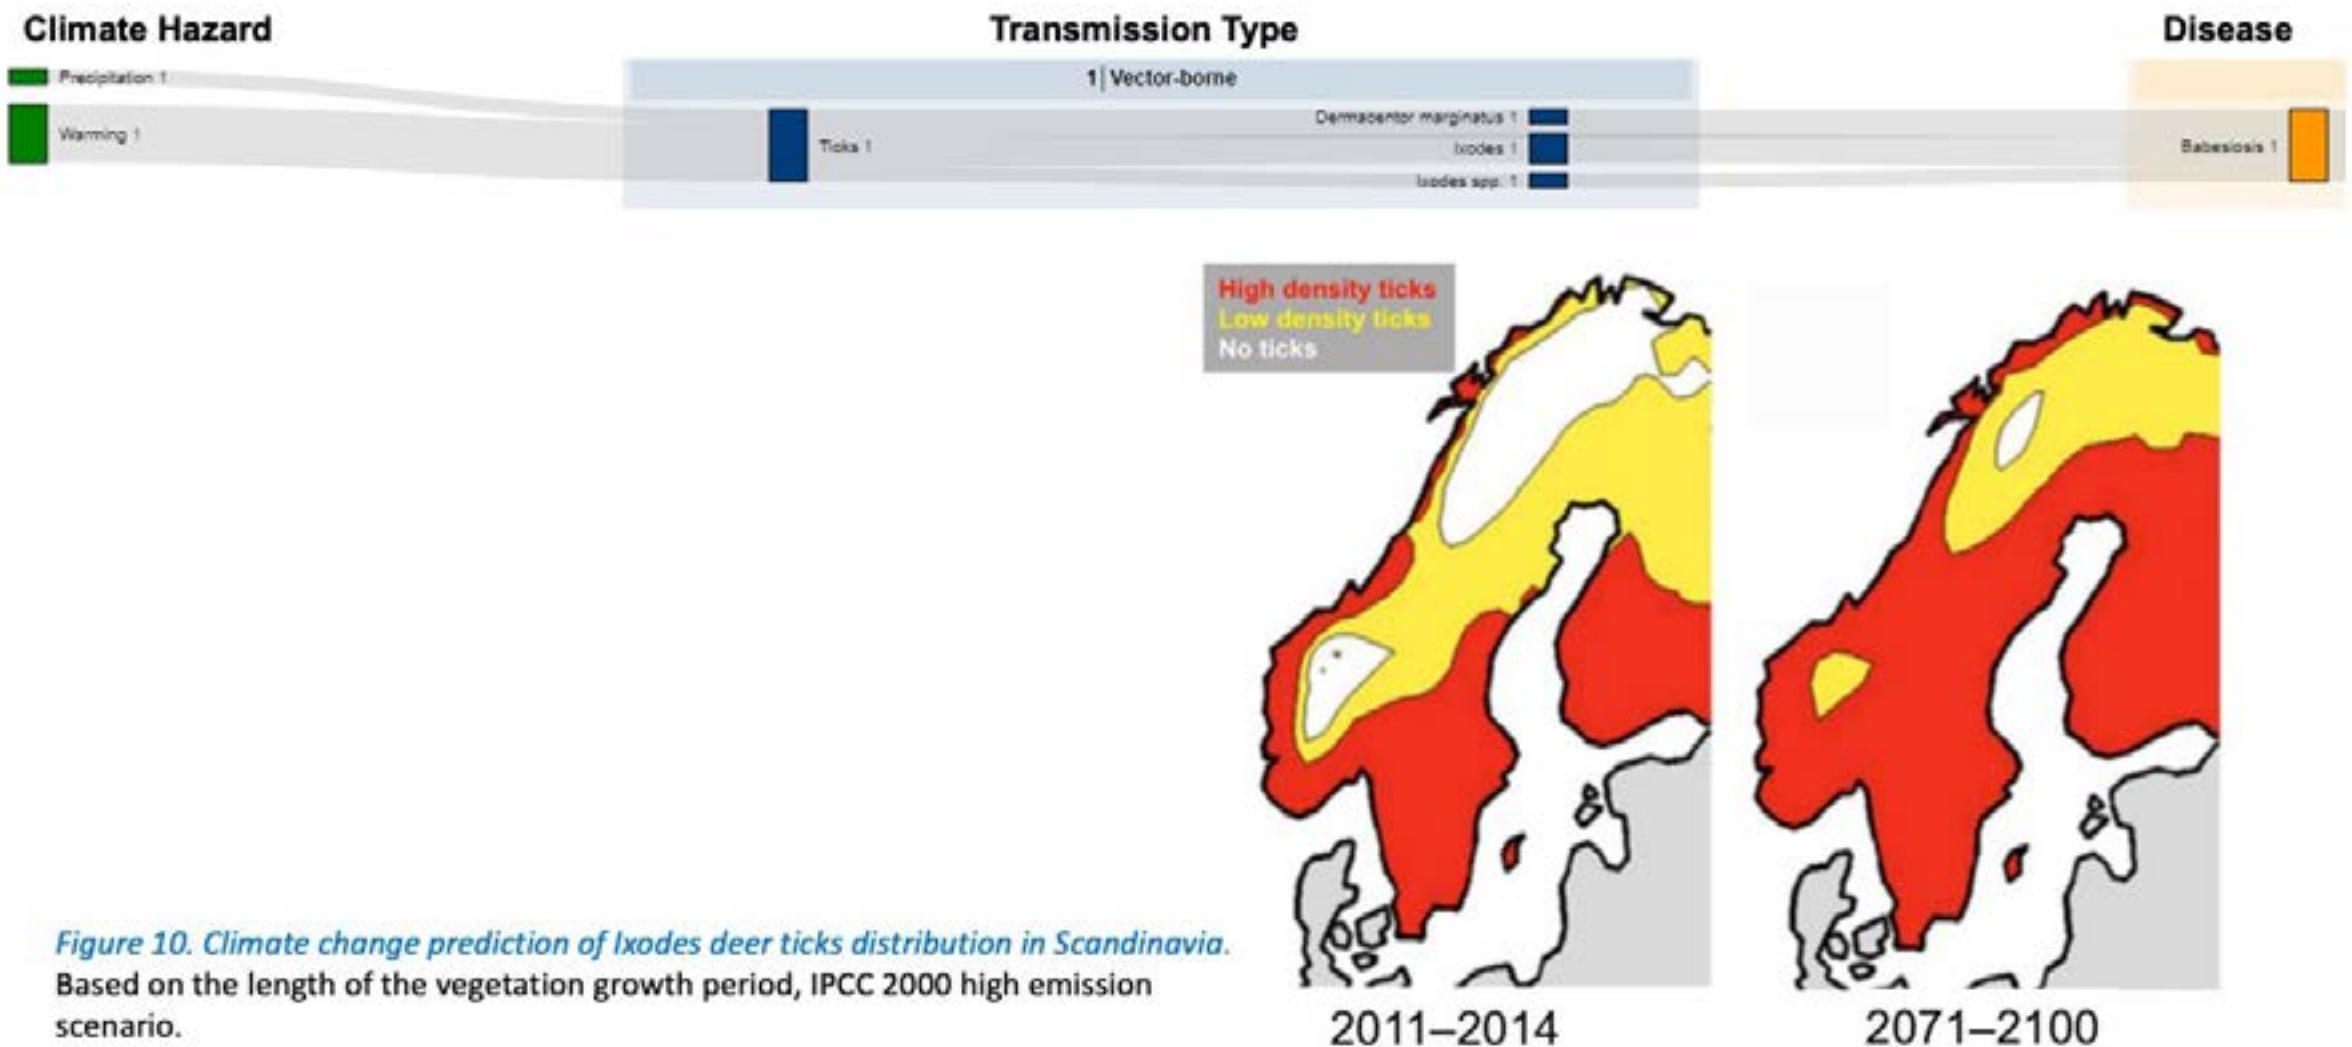 Climate Hazard
Transmission Type
Disease
Precipitation 1
1| Vector-borne
Warming 1
Ticks 1
Dermacentor marginatus 1
Ixodes 1
Ixodes spp. 1
Babesiosis 1
High density ticks
Low density ticks
No ticks
Figure 10. Climate change prediction of Ixodes deer ticks distribution in Scandinavia.
Based on the length of the vegetation growth period, IPCC 2000 high emission
scenario.
2011–2014
2071–2100